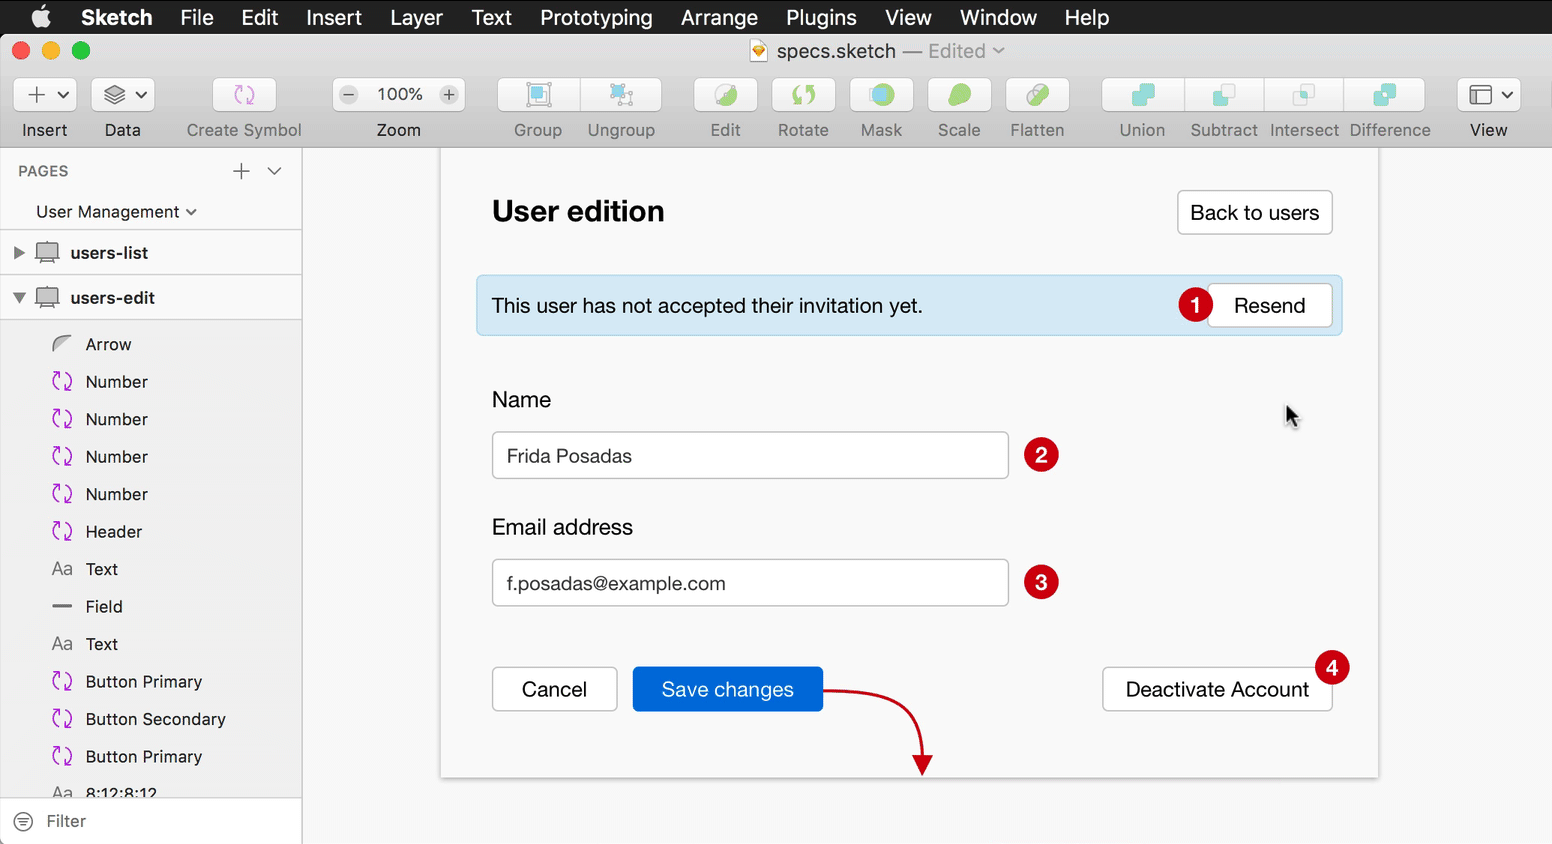 Sketch File Edit Insert Layer Text Prototyping Arrange Plugins View Window Help
specs.sketch — Edited
100%
Insert Data Create Symbol Zoom Group Ungroup Edit Rotate Mask Scale Flatten Union Subtract Intersect Difference View
PAGES
User Management
users-list
users-edit
Arrow
Number
Number
Number
Number
Header
Text
Field
Text
Button Primary
Button Secondary
Button Primary
8:12:8:12
Filter
User edition
Back to users
This user has not accepted their invitation yet.
1
Resend
Name
Frida Posadas
2
Email address
f.posadas@example.com
3
Cancel
Save changes
Deactivate Account
4